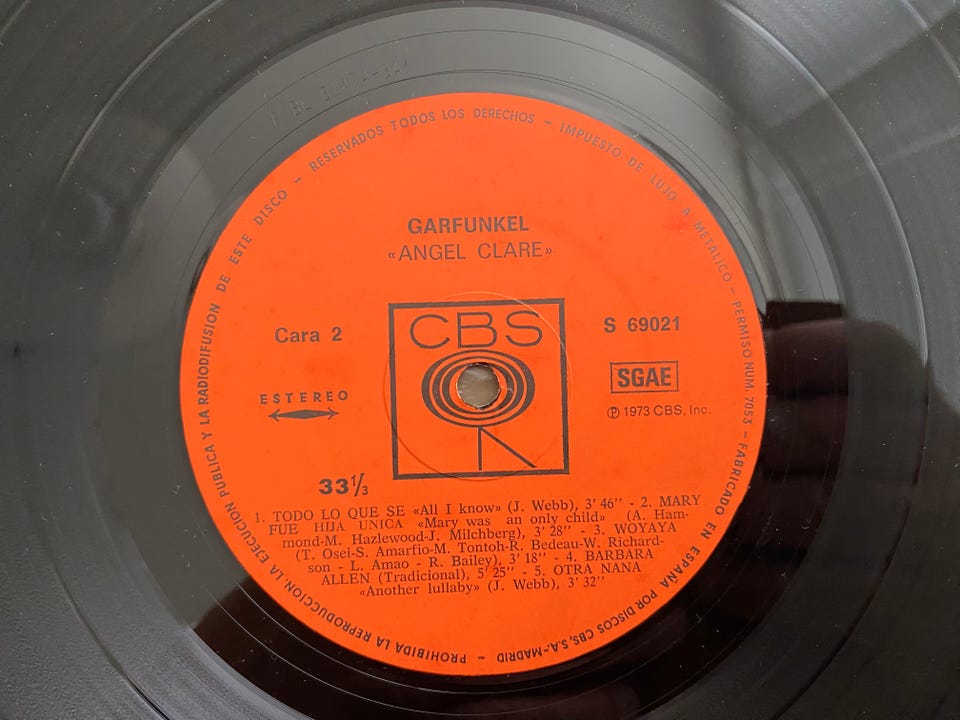 GARFUNKEL
«ANGEL CLARE»
CBS
Cara 2
S 69021
ESTEREO
SGAE
℗ 1973 CBS, Inc.
33 1/3
1. TODO LO QUE SE «All I know» (J. Webb), 3' 46'' - 2. MARY
FUE HIJA UNICA «Mary was an only child» (A. Ham-
mond-M. Hazlewood-J. Milchberg), 3' 28'' - 3. WOYAYA
(T. Osei-S. Amarfio-M. Tontoh-R. Bedeau-W. Richard-
son - L. Amao - R. Bailey), 3' 18'' - 4. BARBARA
ALLEN (Tradicional), 5' 25'' - 5. OTRA NANA
«Another lullaby» (J. Webb), 3' 32''
PROHIBIDA LA REPRODUCCION, LA EJECUCION PUBLICA Y LA RADIODIFUSION DE ESTE DISCO - RESERVADOS TODOS LOS DERECHOS - IMPUESTO DE LUJO A METALICO - PERMISO NUM. 7053 - FABRICADO EN ESPAÑA POR DISCOS CBS, S.A.-MADRID -